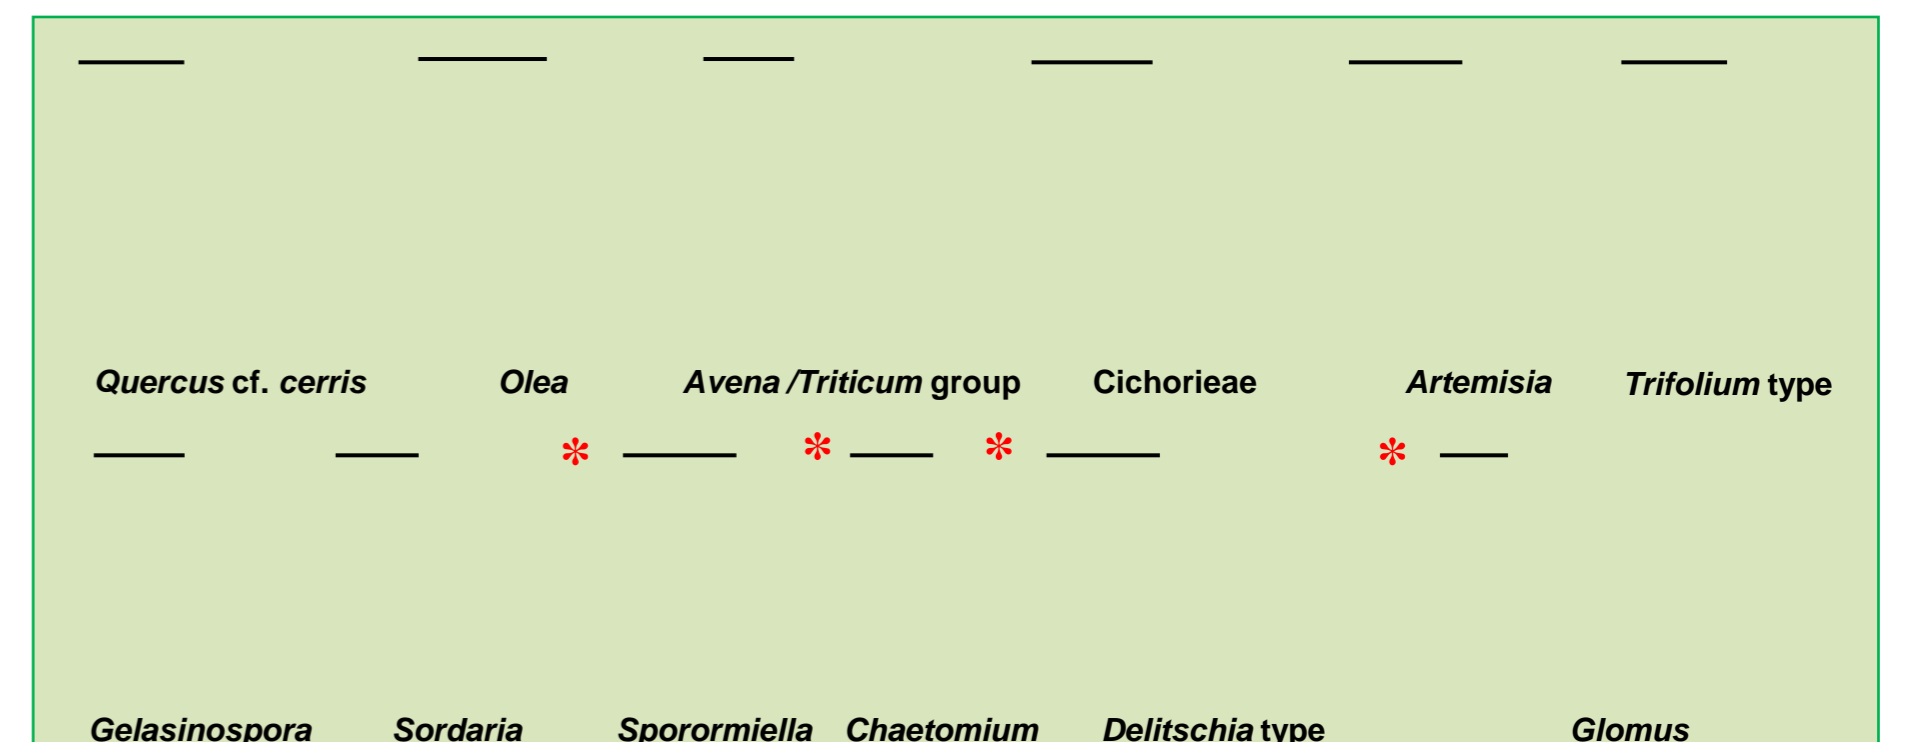 Quercus cf. cerris Olea Avena /Triticum group Cichorieae Artemisia Trifolium type
* * * *
Gelasinospora Sordaria Sporormiella Chaetomium Delitschia type Glomus